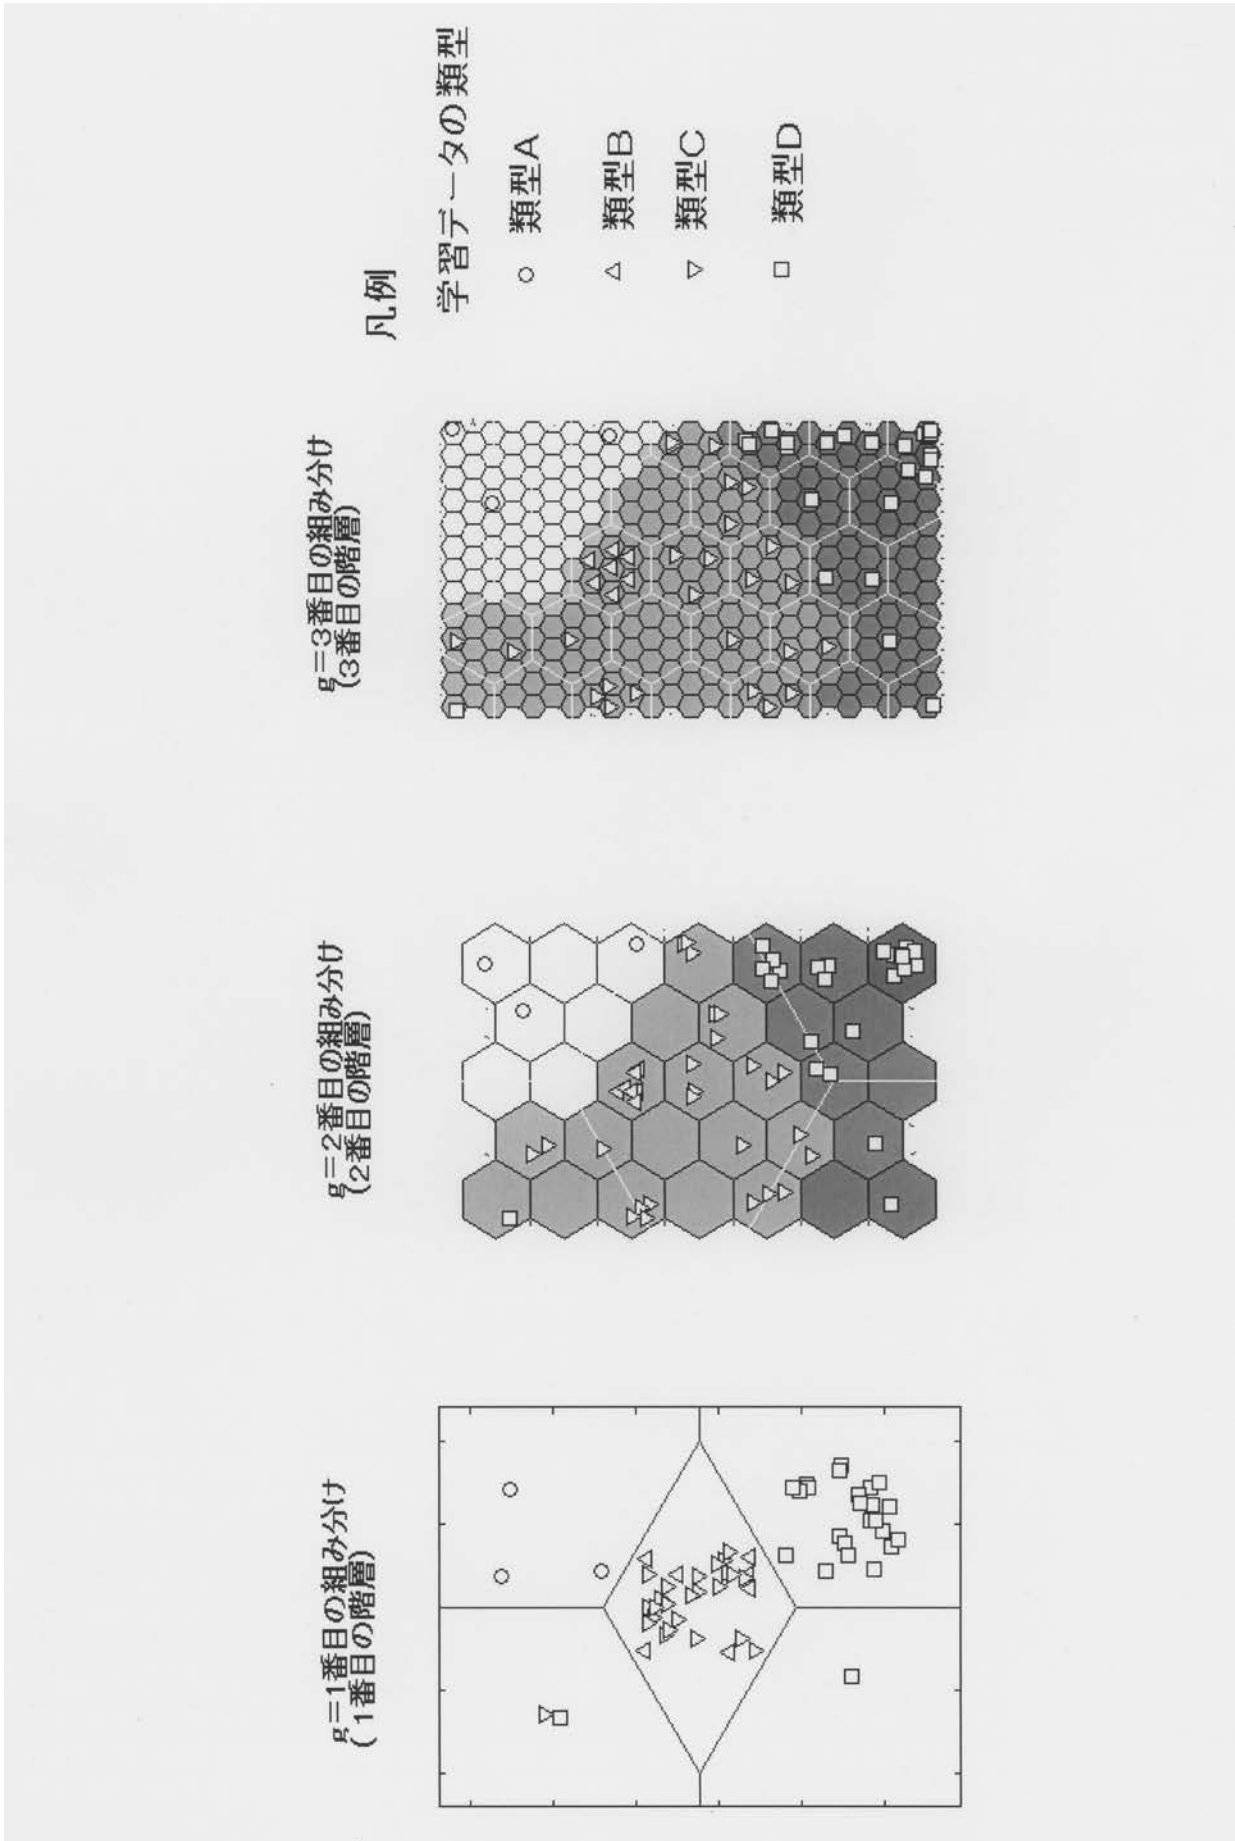 g＝1番目の組み分け
(1番目の階層)
g＝2番目の組み分け
(2番目の階層)
g＝3番目の組み分け
(3番目の階層)
凡例
学習データの類型
○ 類型A
△ 類型B
▽ 類型C
□ 類型D